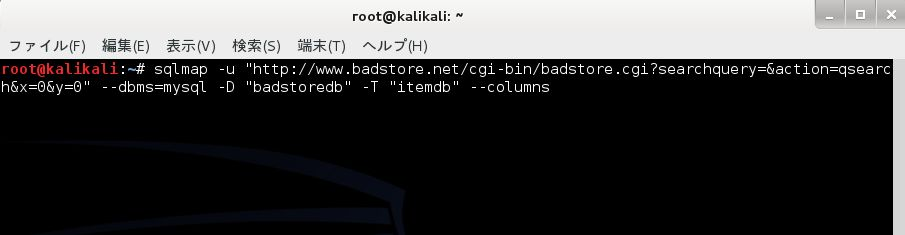 root@kalikali: ~
ファイル(F) 編集(E) 表示(V) 検索(S) 端末(T) ヘルプ(H)
root@kalikali:~# sqlmap -u "http://www.badstore.net/cgi-bin/badstore.cgi?searchquery=&action=qsearc
h&x=0&y=0" --dbms=mysql -D "badstoredb" -T "itemdb" --columns